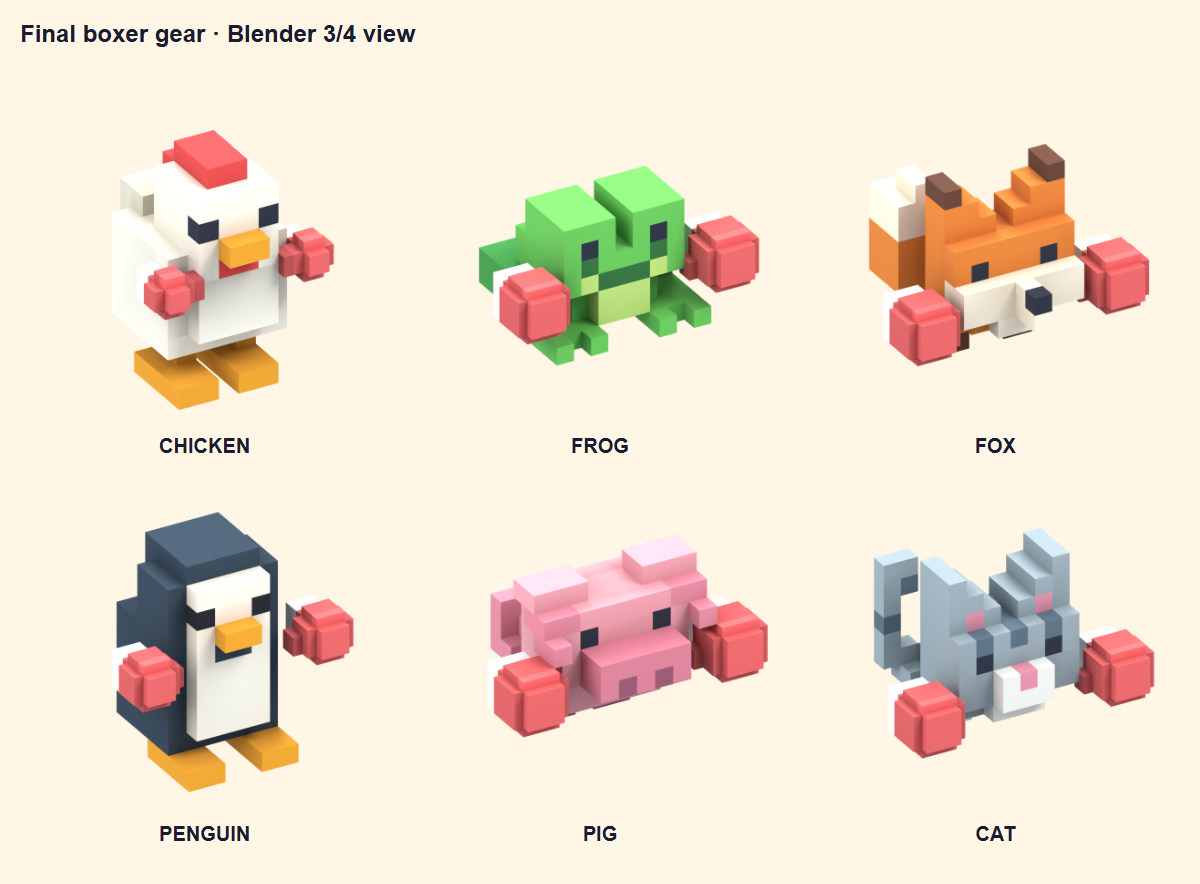 Final boxer gear · Blender 3/4 view
CHICKEN
FROG
FOX
PENGUIN
PIG
CAT